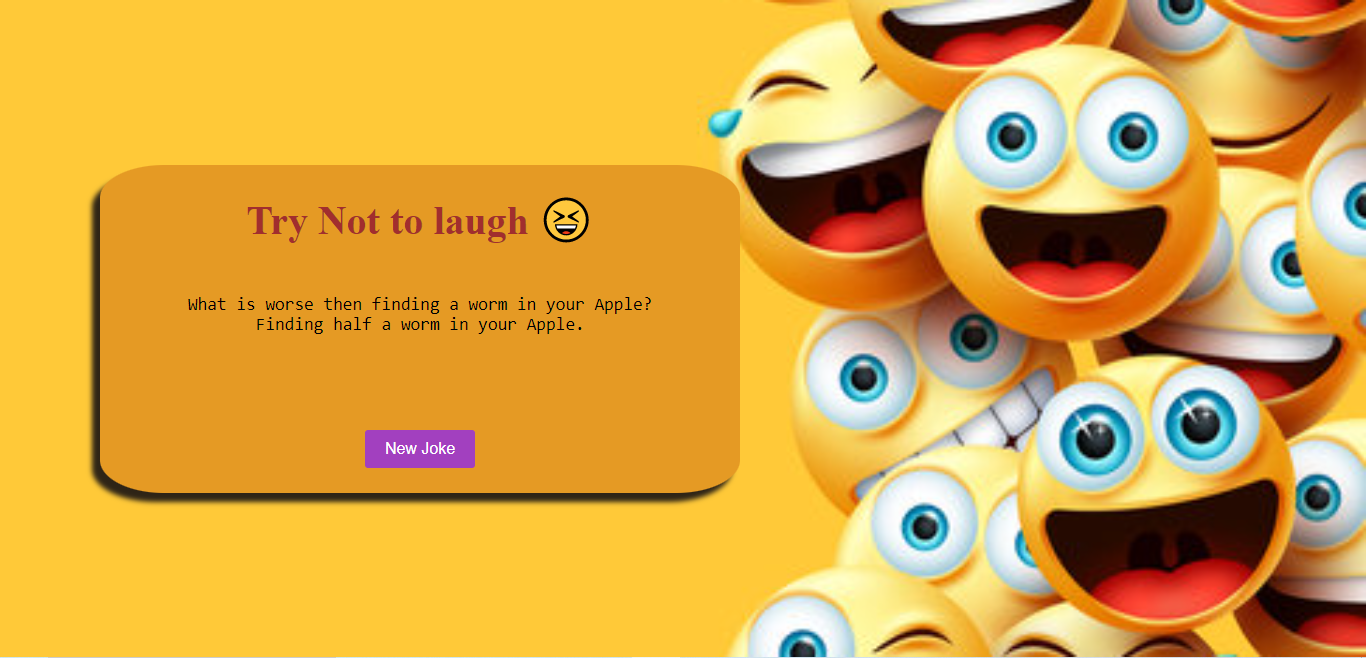 Try Not to laugh 😆
What is worse then finding a worm in your Apple?
Finding half a worm in your Apple.
New Joke